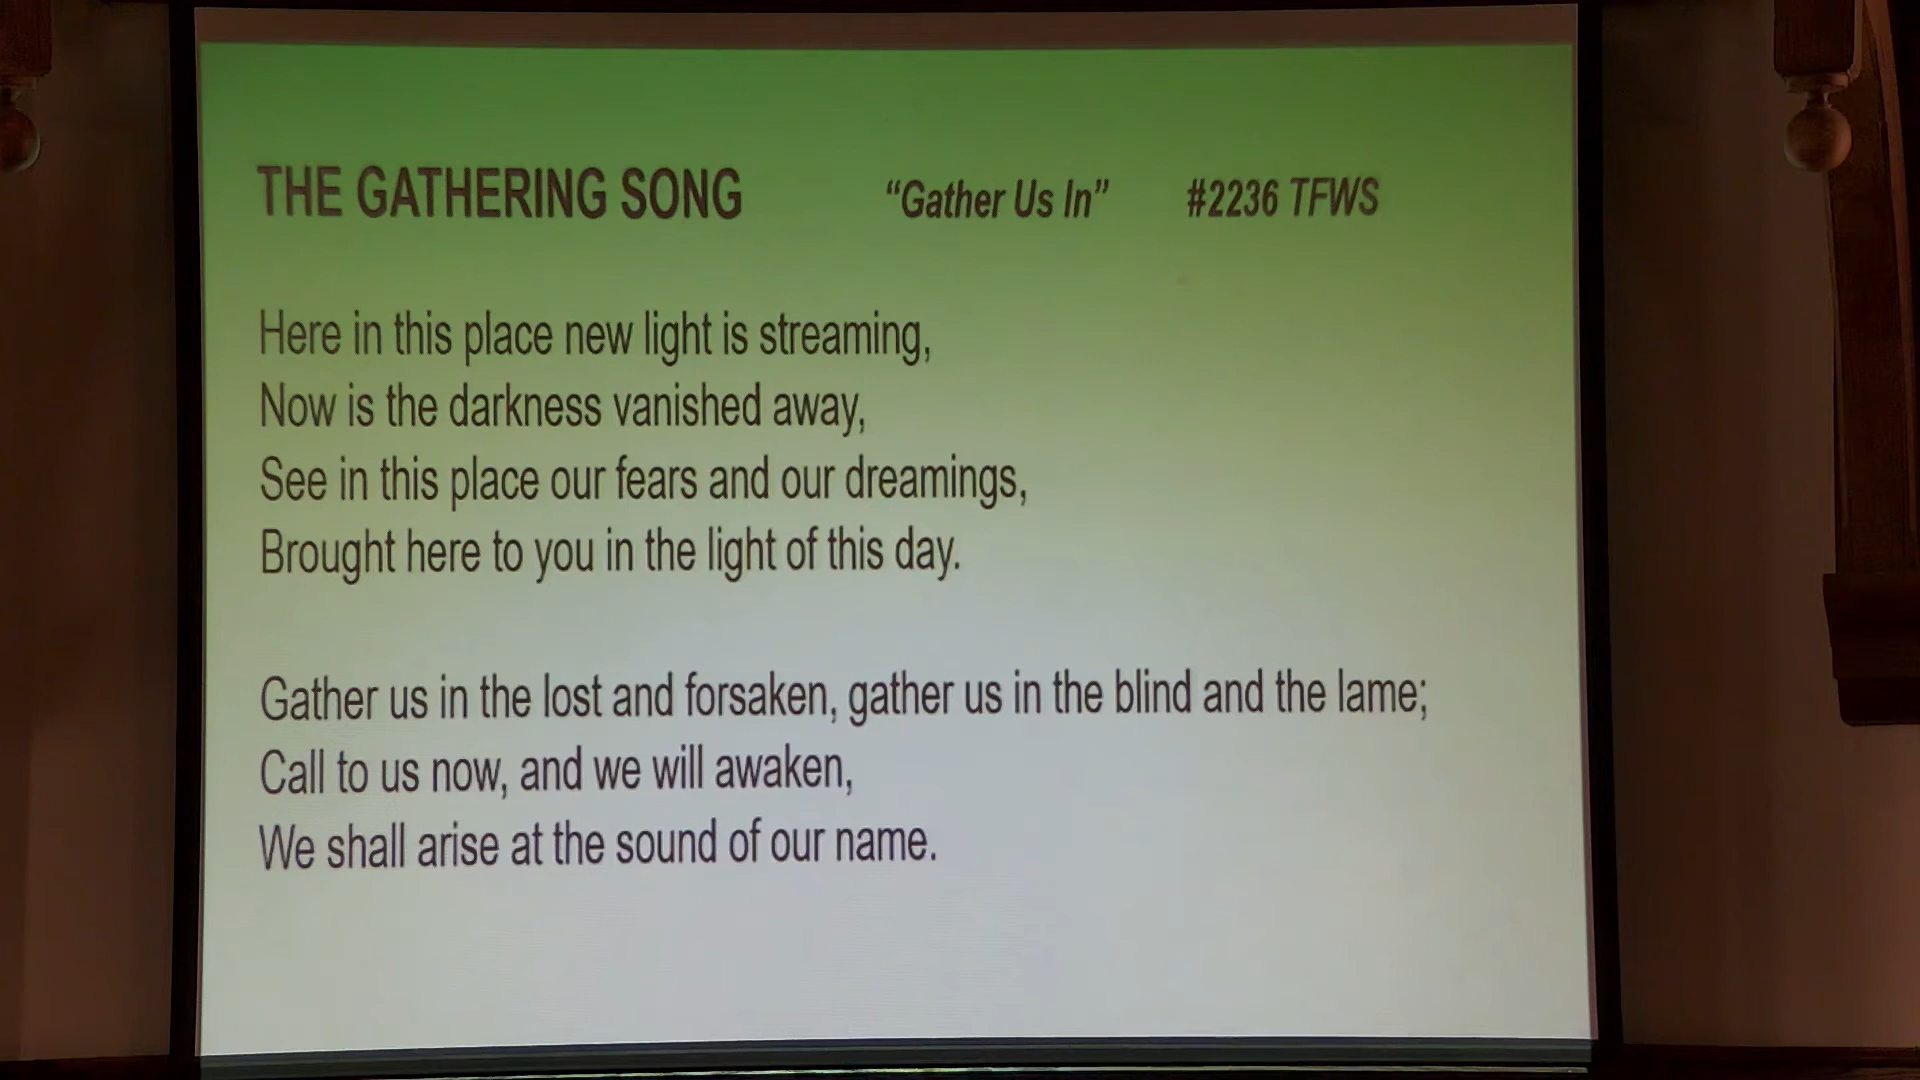 THE GATHERING SONG “Gather Us In” #2236 TFWS
Here in this place new light is streaming,
Now is the darkness vanished away,
See in this place our fears and our dreamings,
Brought here to you in the light of this day.
Gather us in the lost and forsaken, gather us in the blind and the lame;
Call to us now, and we will awaken,
We shall arise at the sound of our name.